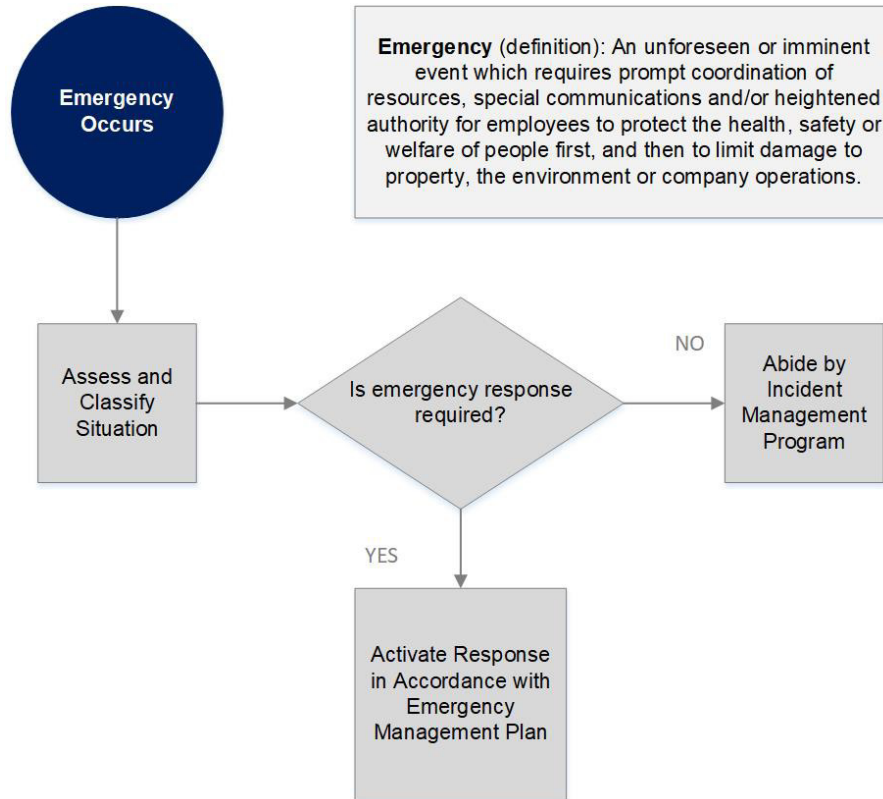 Emergency
Occurs
Emergency (definition): An unforeseen or imminent
event which requires prompt coordination of
resources, special communications and/or heightened
authority for employees to protect the health, safety or
welfare of people first, and then to limit damage to
property, the environment or company operations.
Assess and
Classify
Situation
Is emergency response
required?
NO
Abide by
Incident
Management
Program
YES
Activate Response
in Accordance with
Emergency
Management Plan